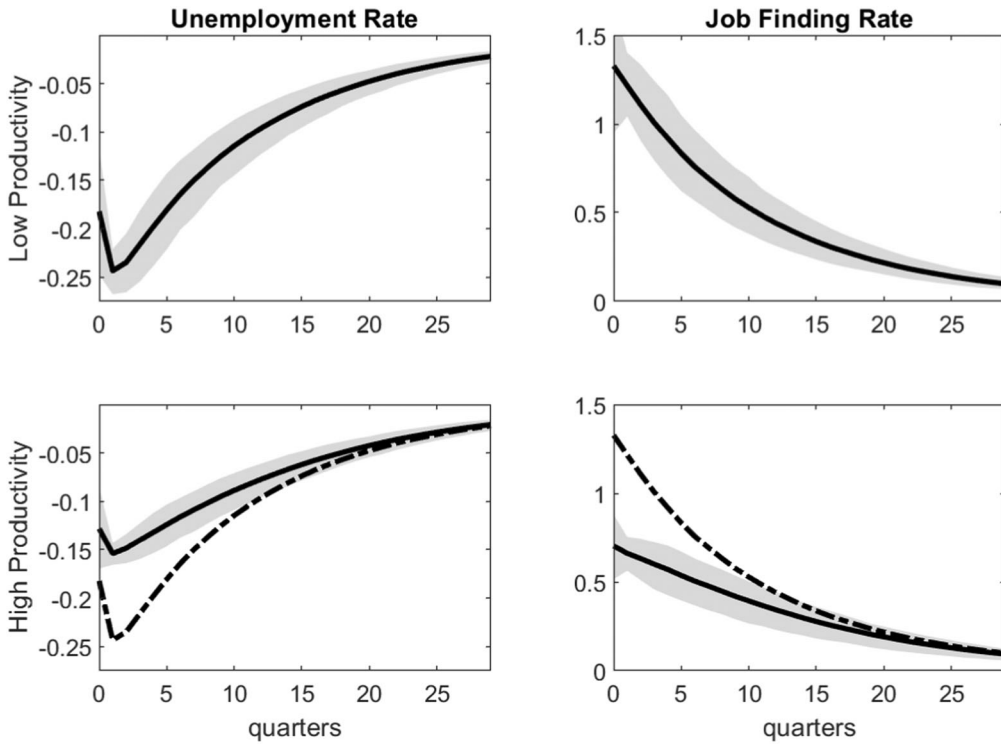 Unemployment Rate
Job Finding Rate
Low Productivity
-0.05
-0.1
-0.15
-0.2
-0.25
0 5 10 15 20 25
1.5
1
0.5
0
0 5 10 15 20 25
High Productivity
-0.05
-0.1
-0.15
-0.2
-0.25
0 5 10 15 20 25
quarters
1.5
1
0.5
0
0 5 10 15 20 25
quarters